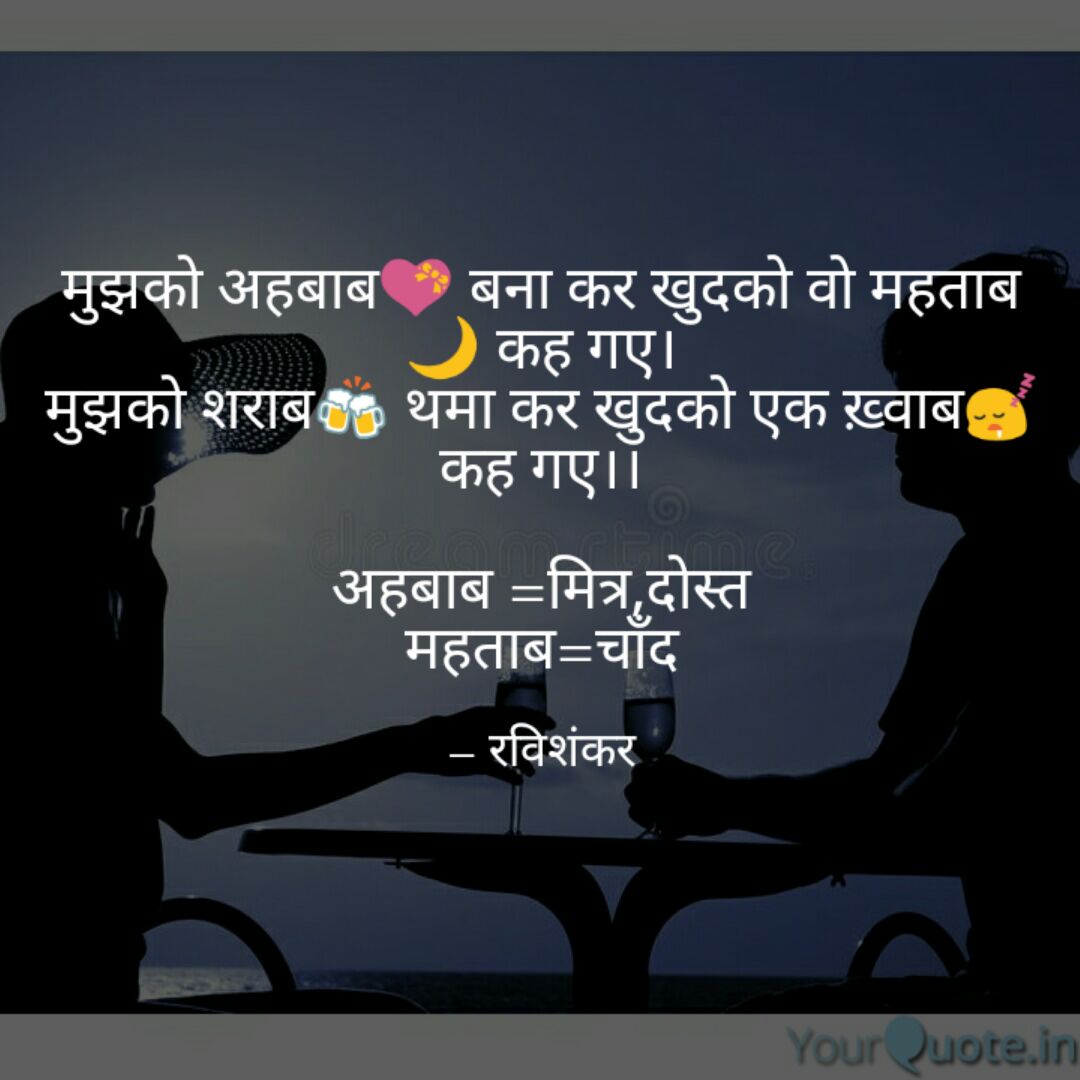 मुझको अहबाब💝 बना कर खुदको वो महताब
🌙 कह गए।
मुझको शराब🍻 थमा कर खुदको एक ख़्वाब😴
कह गए।।
dreamstime.
अहबाब =मित्र,दोस्त
महताब=चाँद
– रविशंकर
YourQuote.in